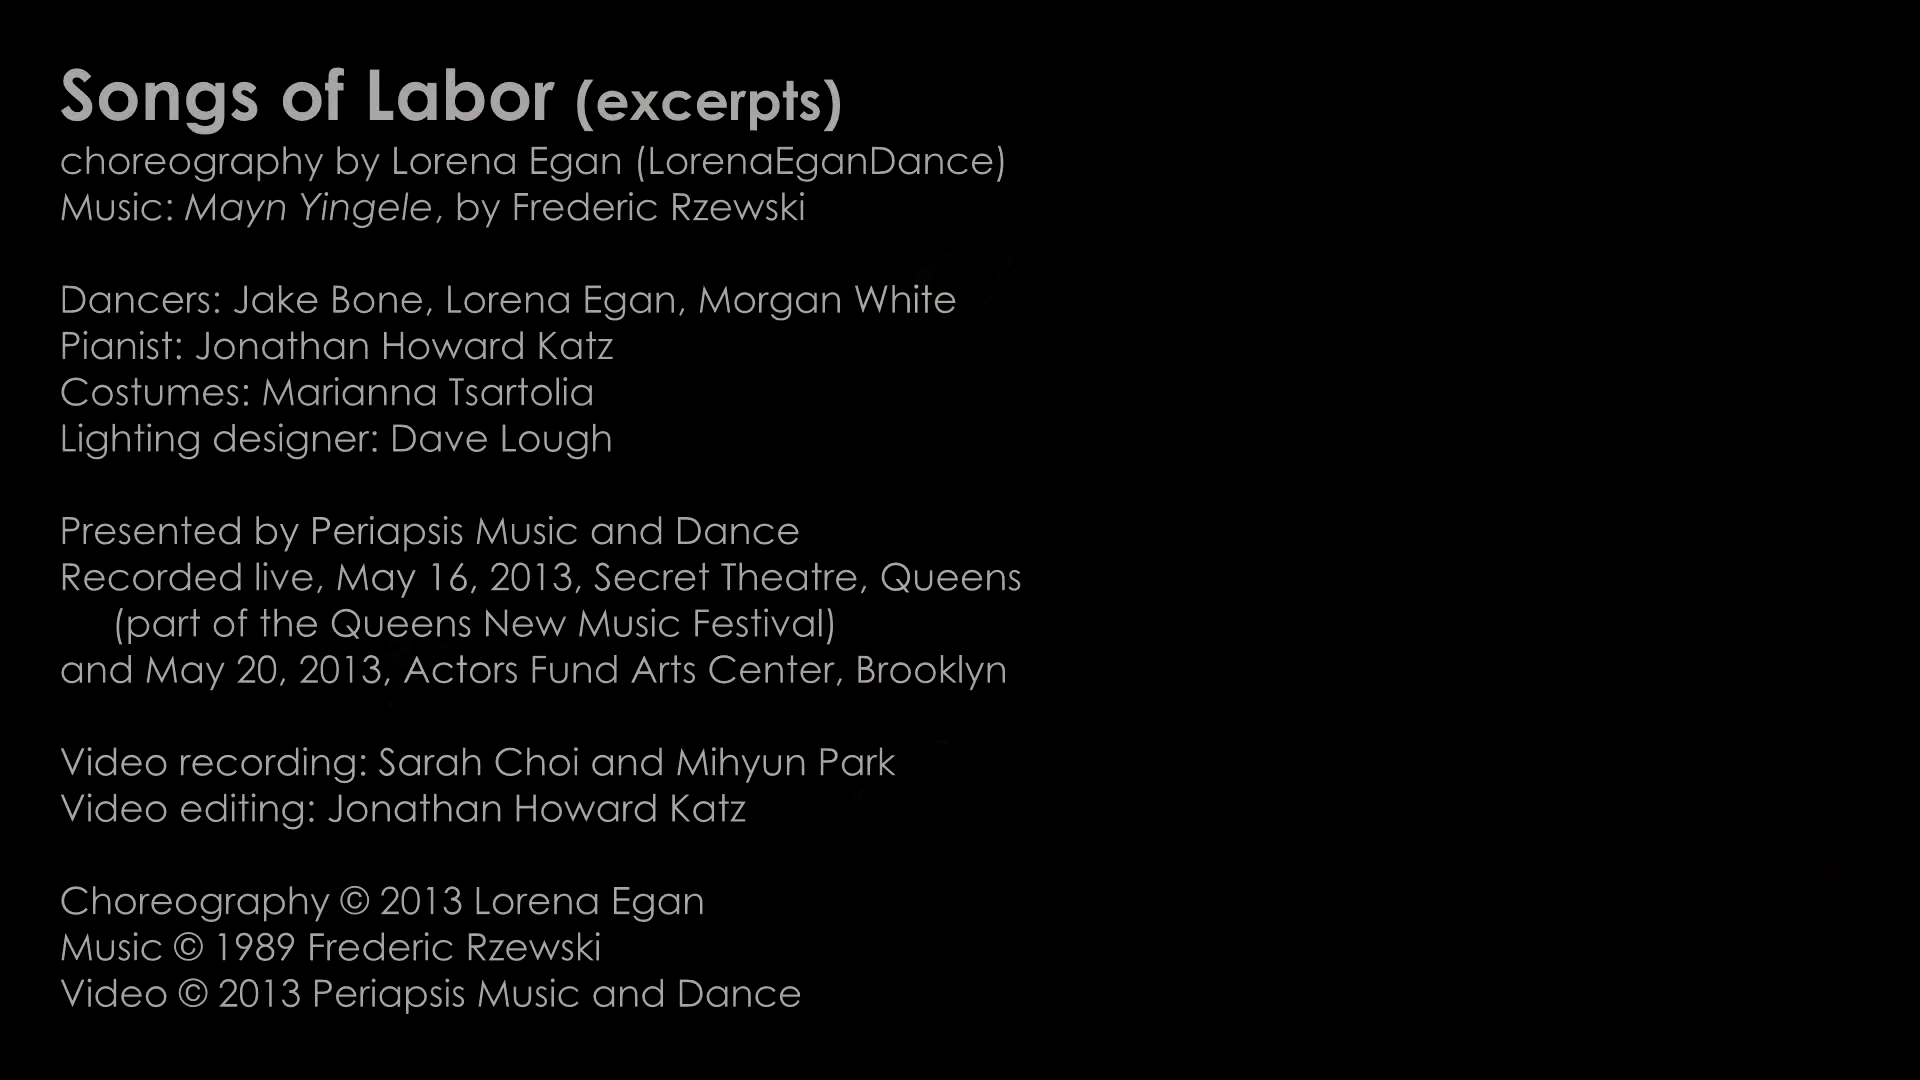 Songs of Labor (excerpts)
choreography by Lorena Egan (LorenaEganDance)
Music: Mayn Yingele, by Frederic Rzewski
Dancers: Jake Bone, Lorena Egan, Morgan White
Pianist: Jonathan Howard Katz
Costumes: Marianna Tsartolia
Lighting designer: Dave Lough
Presented by Periapsis Music and Dance
Recorded live, May 16, 2013, Secret Theatre, Queens
(part of the Queens New Music Festival)
and May 20, 2013, Actors Fund Arts Center, Brooklyn
Video recording: Sarah Choi and Mihyun Park
Video editing: Jonathan Howard Katz
Choreography © 2013 Lorena Egan
Music © 1989 Frederic Rzewski
Video © 2013 Periapsis Music and Dance